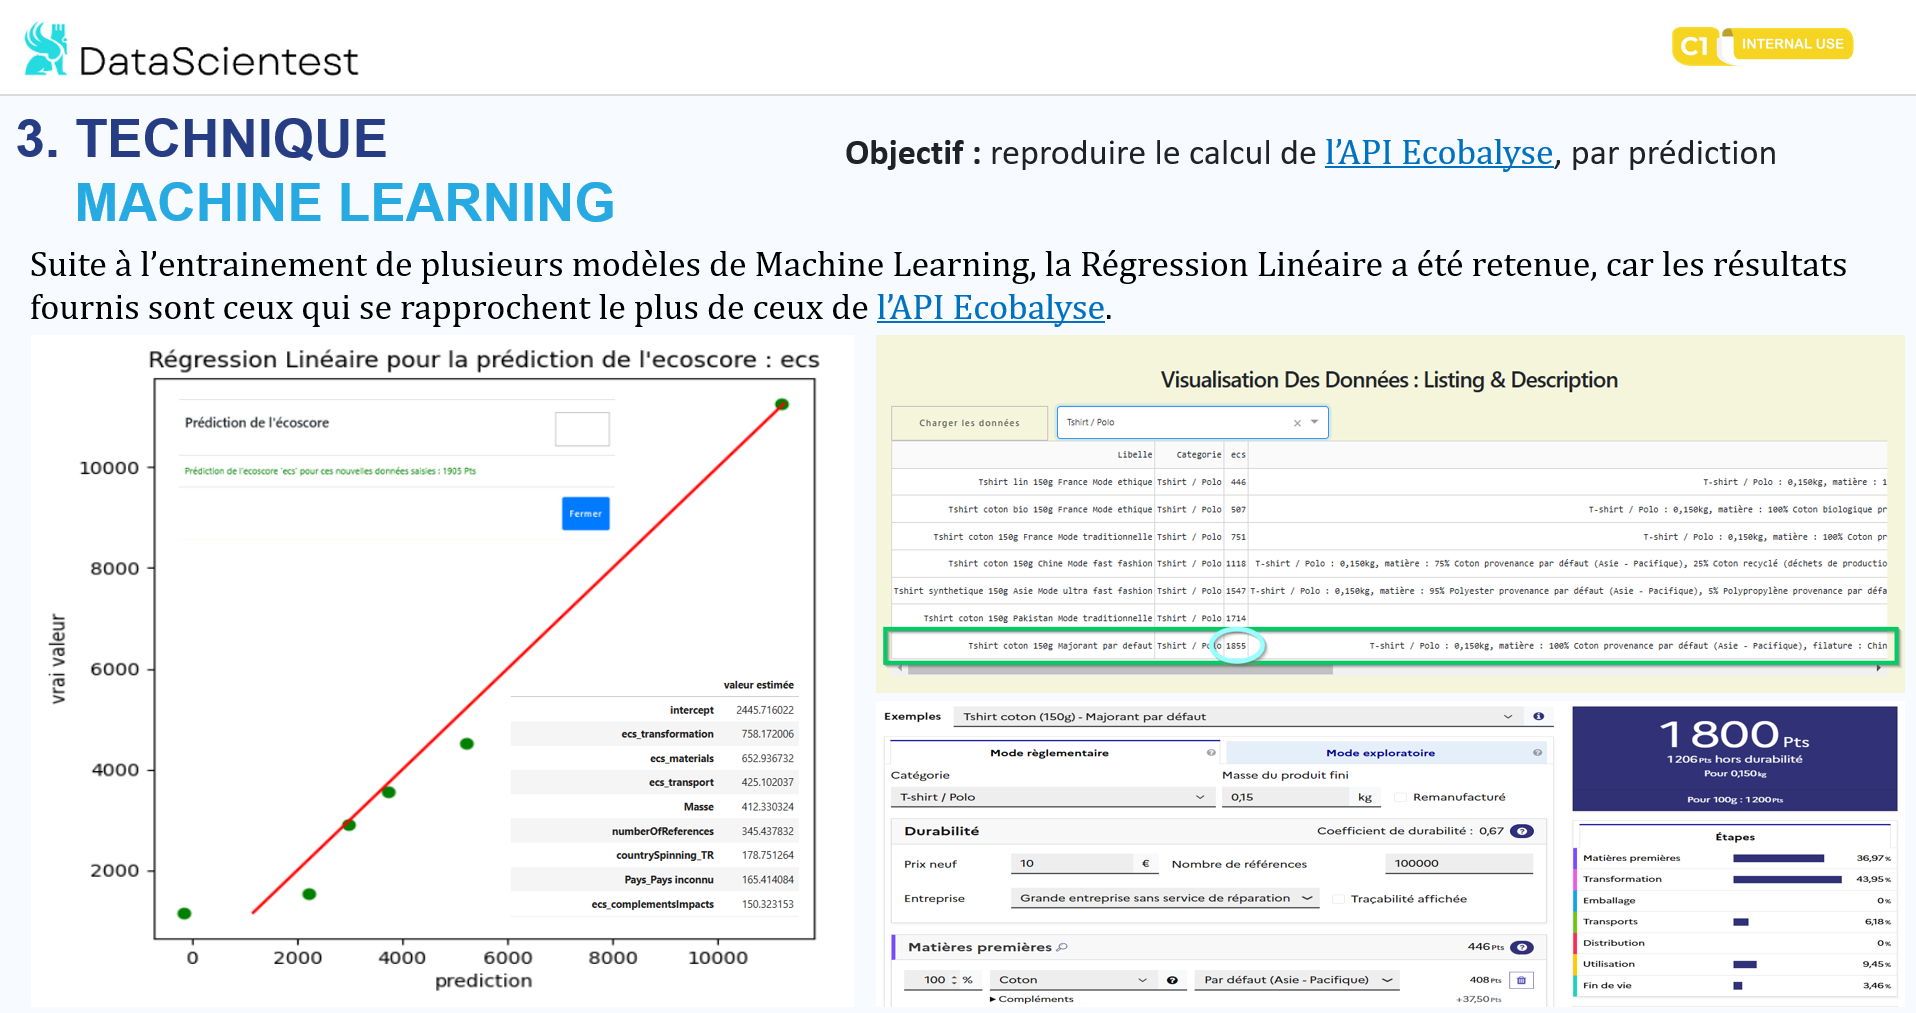 DataScientest
C1 INTERNAL USE
3. TECHNIQUE
MACHINE LEARNING
Objectif : reproduire le calcul de l’API Ecobalyse, par prédiction
Suite à l’entrainement de plusieurs modèles de Machine Learning, la Régression Linéaire a été retenue, car les résultats
fournis sont ceux qui se rapprochent le plus de ceux de l’API Ecobalyse.
Régression Linéaire pour la prédiction de l'ecoscore : ecs
Prédiction de l'écoscore
Prédiction de l'ecoscore 'ecs' pour ces nouvelles données saisies : 1905 Pts
Fermer
10000
8000
6000
4000
2000
vrai valeur
valeur estimée
intercept 2445.716022
ecs_transformation 758.172006
ecs_materials 652.936732
ecs_transport 425.102037
Masse 412.330324
numberOfReferences 345.437832
countrySpinning_TR 178.751264
Pays_Pays inconnu 165.414084
ecs_complementsImpacts 150.323153
0 2000 4000 6000 8000 10000
prediction
Visualisation Des Données : Listing & Description
Charger les données
Tshirt / Polo
Libelle Categorie ecs
Tshirt lin 150g France Mode ethique Tshirt / Polo 446 T-shirt / Polo : 0,150kg, matière : 1
Tshirt coton bio 150g France Mode ethique Tshirt / Polo 507 T-shirt / Polo : 0,150kg, matière : 100% Coton biologique pr
Tshirt coton 150g France Mode traditionnelle Tshirt / Polo 751 T-shirt / Polo : 0,150kg, matière : 100% Coton pr
Tshirt coton 150g Chine Mode fast fashion Tshirt / Polo 1118 T-shirt / Polo : 0,150kg, matière : 75% Coton provenance par défaut (Asie - Pacifique), 25% Coton recyclé (déchets de productio
Tshirt synthetique 150g Asie Mode ultra fast fashion Tshirt / Polo 1547 T-shirt / Polo : 0,150kg, matière : 95% Polyester provenance par défaut (Asie - Pacifique), 5% Polypropylène provenance par défa
Tshirt coton 150g Pakistan Mode traditionnelle Tshirt / Polo 1714
Tshirt coton 150g Majorant par defaut Tshirt / Polo 1855 T-shirt / Polo : 0,150kg, matière : 100% Coton provenance par défaut (Asie - Pacifique), filature : Chin
Exemples Tshirt coton (150g) - Majorant par défaut
Mode règlementaire
Mode exploratoire
Catégorie
Masse du produit fini
T-shirt / Polo
0,15 kg
Remanufacturé
Durabilité
Coefficient de durabilité : 0,67
Prix neuf 10 €
Nombre de références 100000
Entreprise Grande entreprise sans service de réparation
Traçabilité affichée
Matières premières 446 Pts
100 % Coton Par défaut (Asie - Pacifique) 408 Pts
Compléments +37,50 Pts
1 800 Pts
1 206 Pts hors durabilité
Pour 0,150 kg
Pour 100g : 1 200 Pts
Étapes
Matières premières 36,97 %
Transformation 43,95 %
Emballage 0 %
Transports 6,18 %
Distribution 0 %
Utilisation 9,45 %
Fin de vie 3,46 %